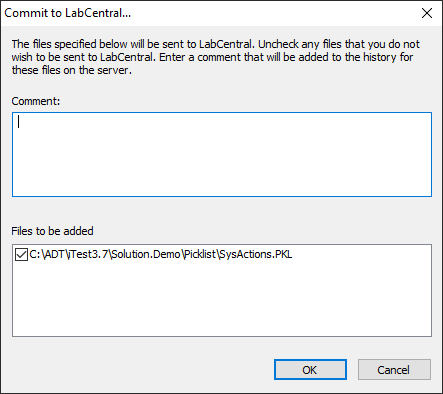 Commit to LabCentral...
The files specified below will be sent to LabCentral. Uncheck any files that you do not
wish to be sent to LabCentral. Enter a comment that will be added to the history for
these files on the server.
Comment:
Files to be added
C:\ADT\iTest3.7\Solution.Demo\Picklist\SysActions.PKL
OK
Cancel